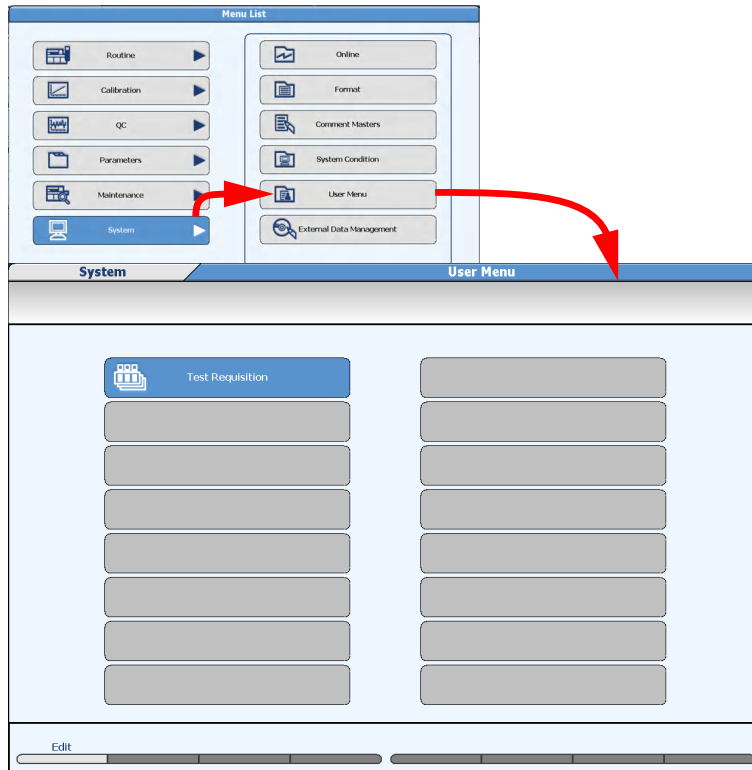 Menu List
Routine
Calibration
QC
Parameters
Maintenance
System
Online
Format
Comment Masters
System Condition
User Menu
External Data Management
System
User Menu
Test Requisition
Edit